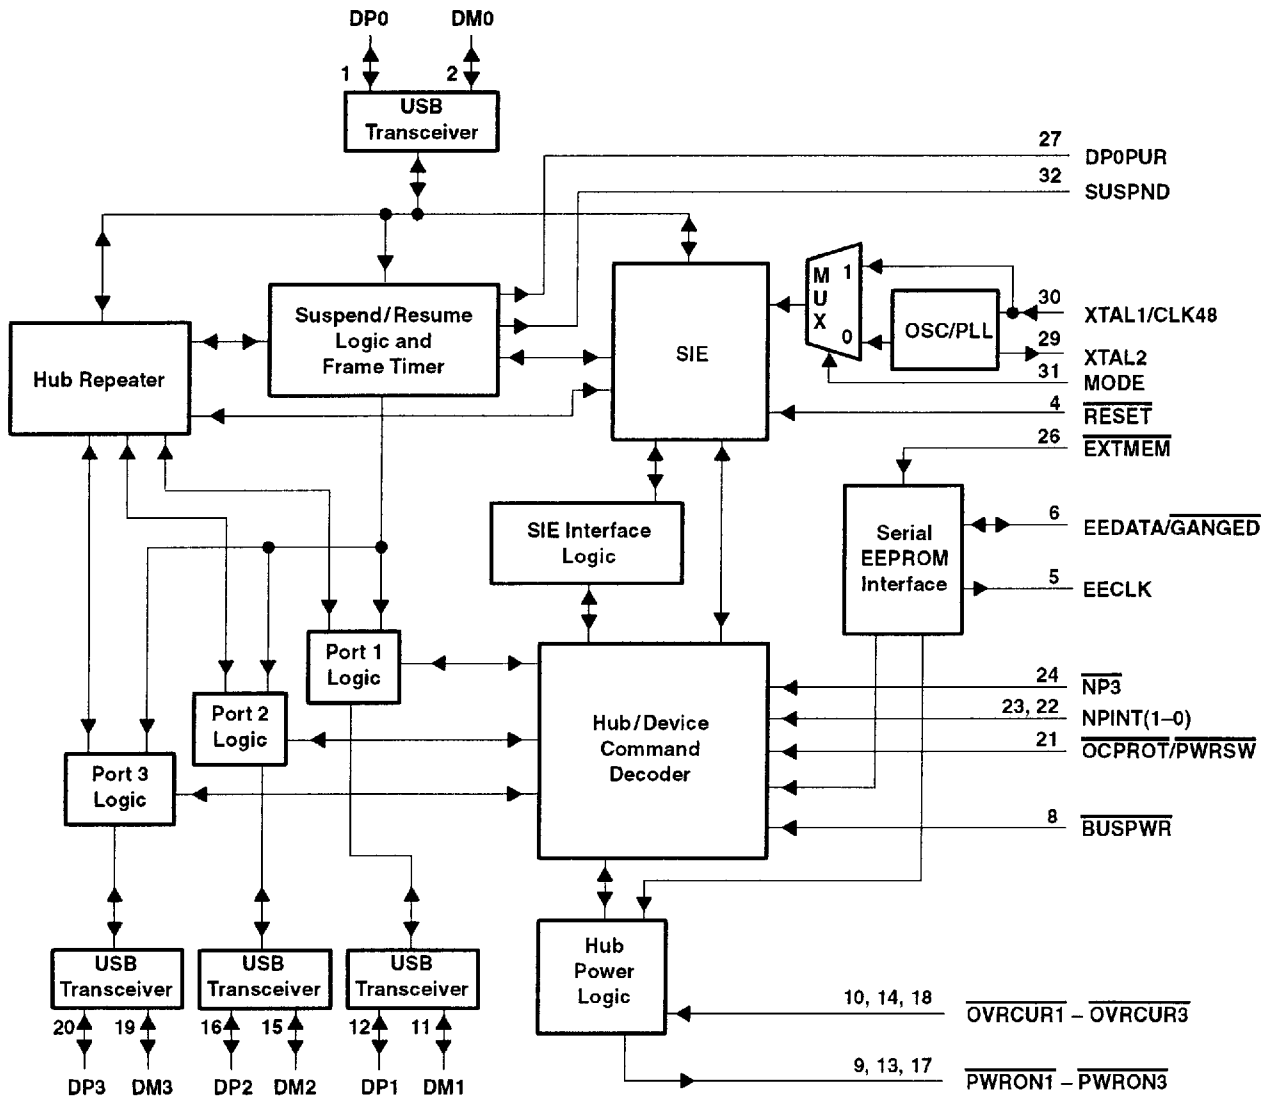 DP0 DM0
1 2
USB
Transceiver
27 DP0PUR
32 SUSPND
Suspend/Resume
Logic and
Frame Timer
Hub Repeater
SIE
MUX
1
0
OSC/PLL
30 XTAL1/CLK48
29 XTAL2
31 MODE
4 RESET
26 EXTMEM
SIE Interface
Logic
Serial
EEPROM
Interface
6 EEDATA/GANGED
5 EECLK
Port 1
Logic
Port 2
Logic
Port 3
Logic
Hub/Device
Command
Decoder
24 NP3
23, 22 NPINT(1–0)
21 OCPROT/PWRSW
8 BUSPWR
USB
Transceiver
USB
Transceiver
USB
Transceiver
Hub
Power
Logic
10, 14, 18 OVRCUR1 – OVRCUR3
9, 13, 17 PWRON1 – PWRON3
20 19 16 15 12 11
DP3 DM3 DP2 DM2 DP1 DM1